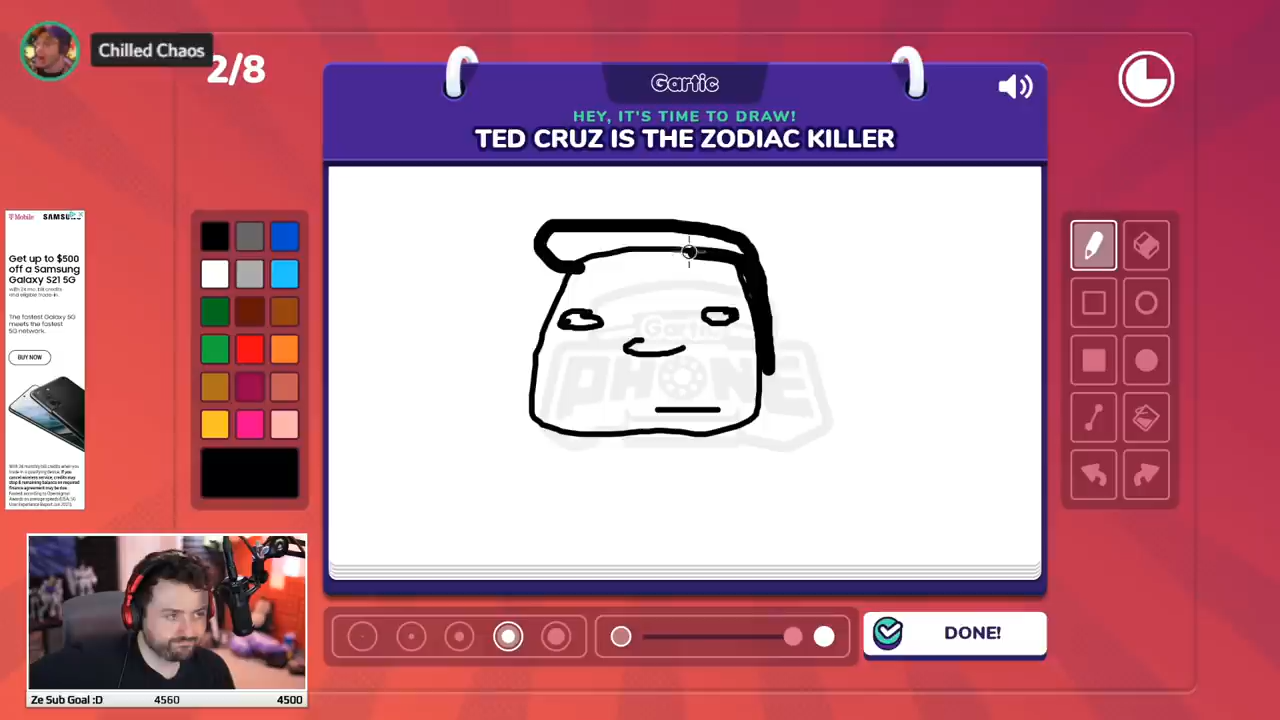 Chilled Chaos
2/8
Gartic
HEY, IT'S TIME TO DRAW!
TED CRUZ IS THE ZODIAC KILLER
T Mobile SAMSUNG
Get up to $500
off a Samsung
Galaxy S21 5G
The fastest Galaxy 5G
meets the fastest
5G network.
BUY NOW
Gartic
PHONE
DONE!
Ze Sub Goal :D 4560 4500